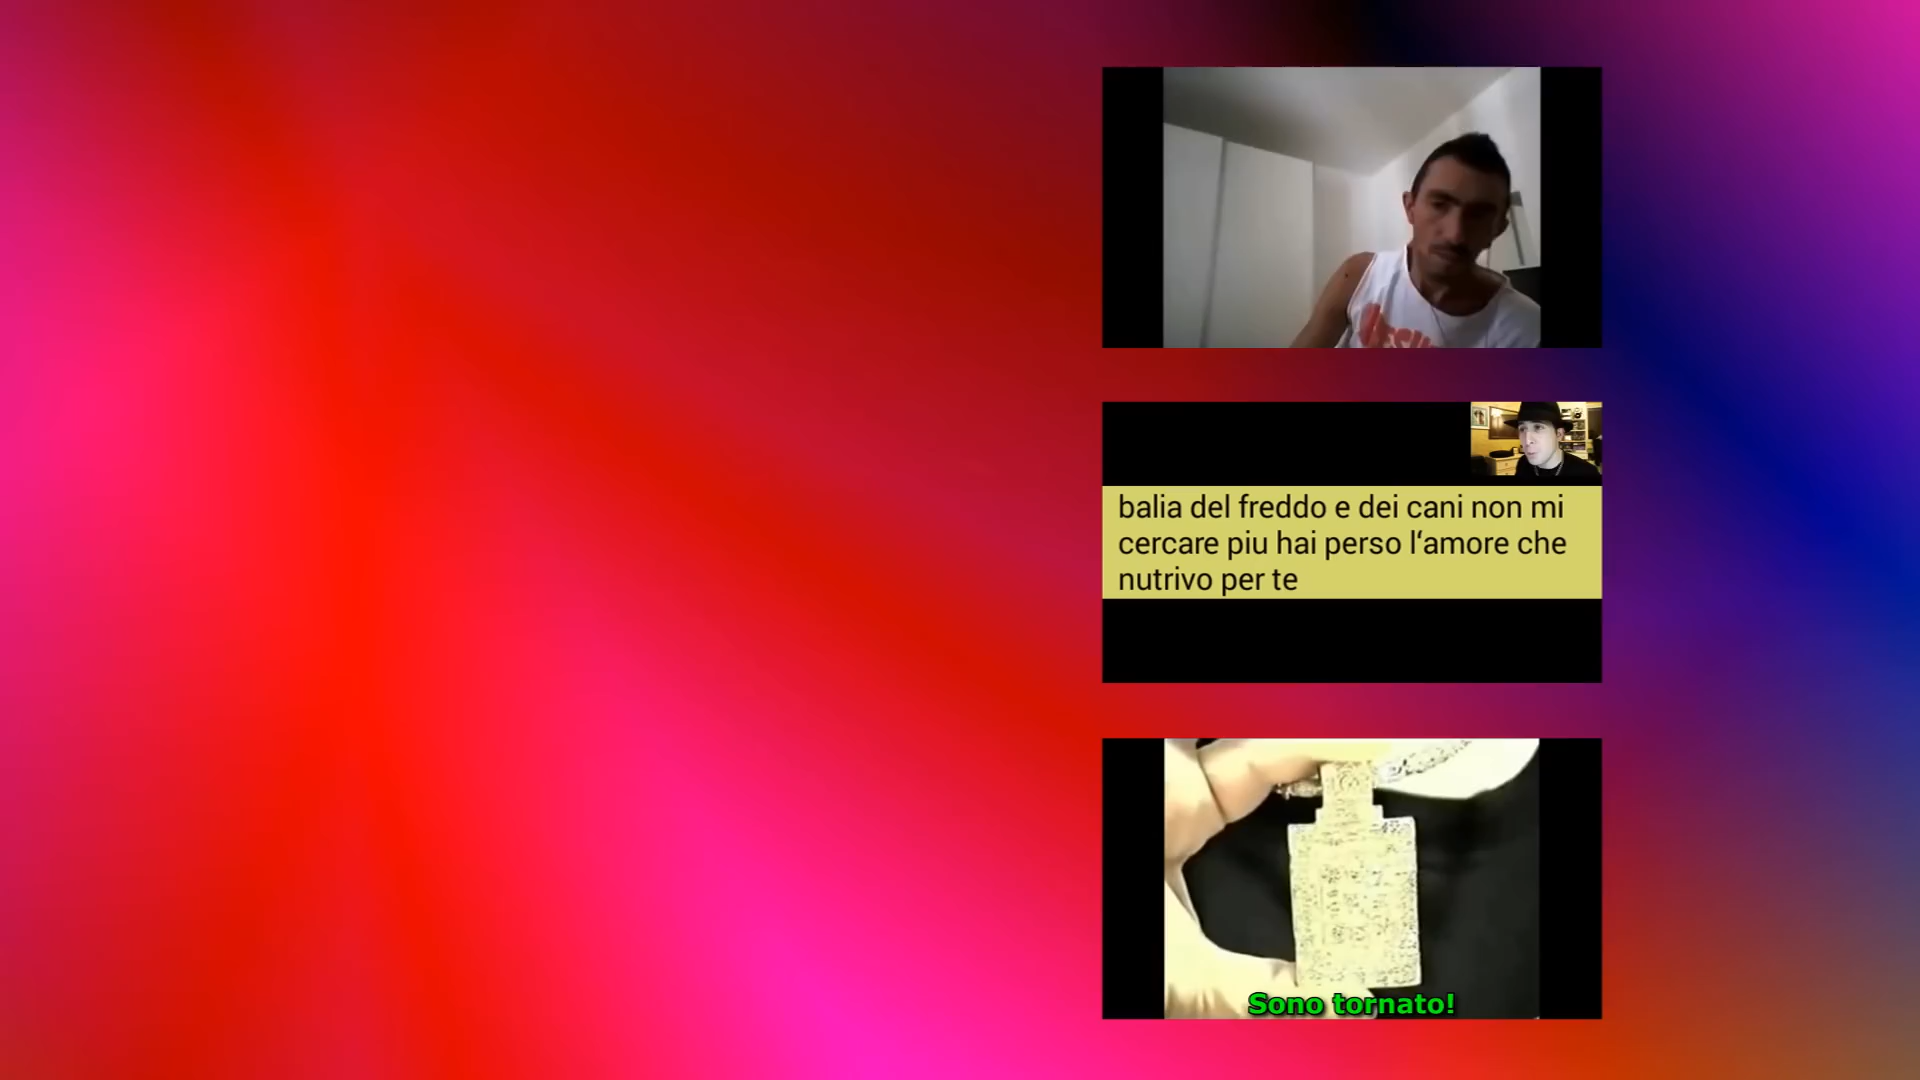 balia del freddo e dei cani non mi
cercare piu hai perso l‘amore che
nutrivo per te
Sono tornato!